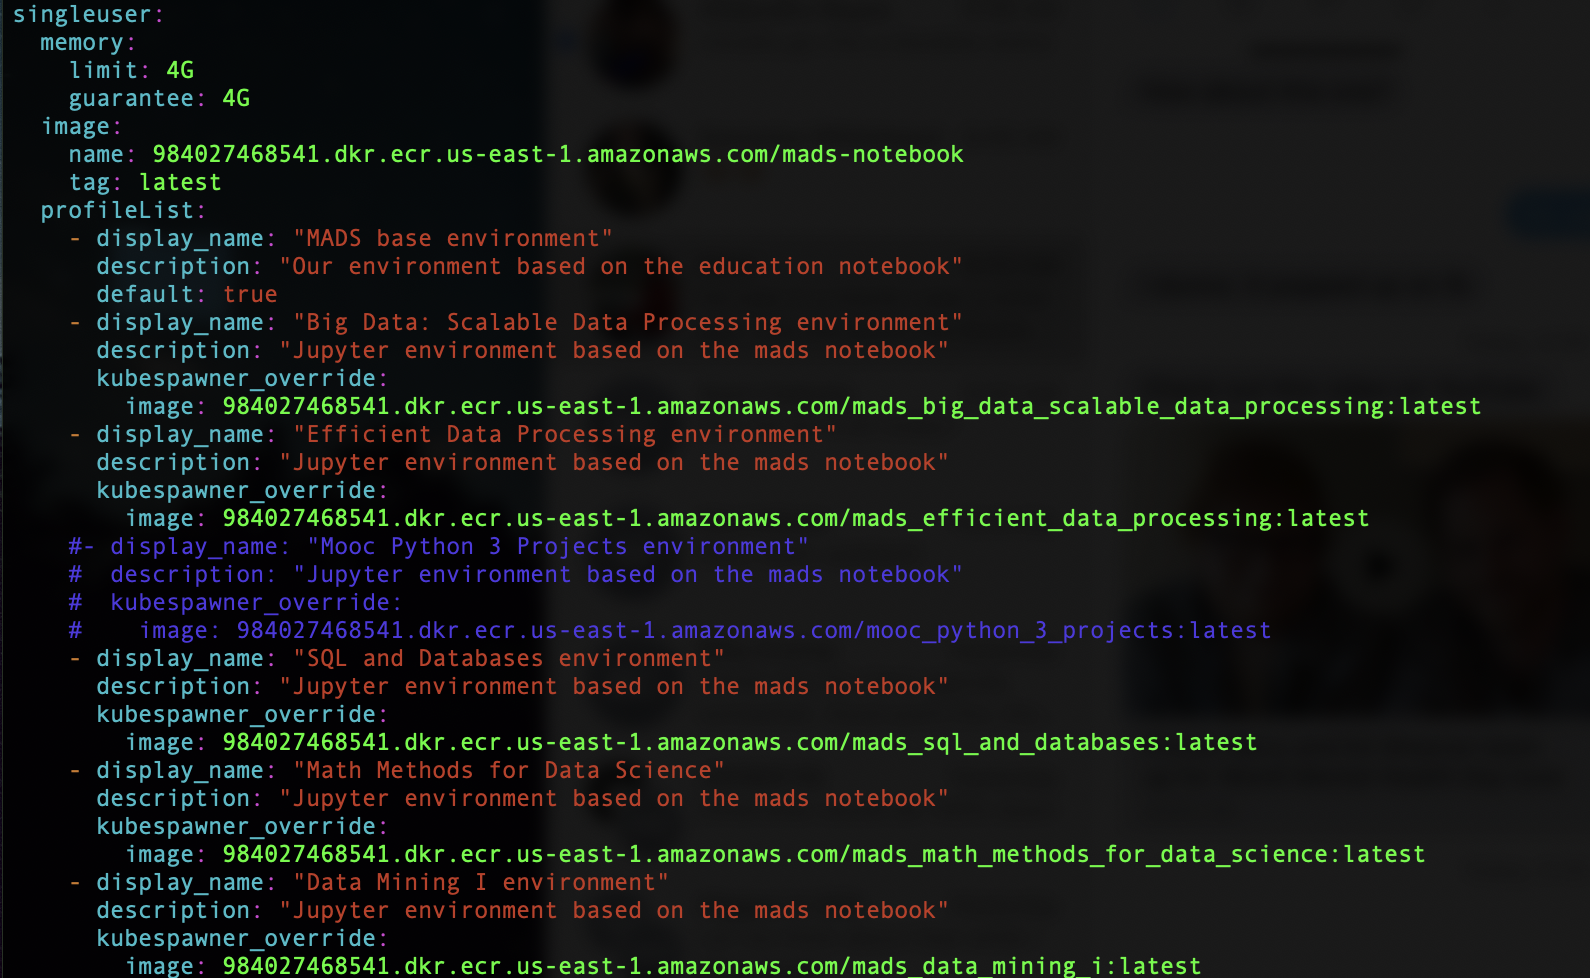 singleuser:
  memory:
    limit: 4G
    guarantee: 4G
  image:
    name: 984027468541.dkr.ecr.us-east-1.amazonaws.com/mads-notebook
    tag: latest
  profileList:
    - display_name: "MADS base environment"
      description: "Our environment based on the education notebook"
      default: true
    - display_name: "Big Data: Scalable Data Processing environment"
      description: "Jupyter environment based on the mads notebook"
      kubespawner_override:
        image: 984027468541.dkr.ecr.us-east-1.amazonaws.com/mads_big_data_scalable_data_processing:latest
    - display_name: "Efficient Data Processing environment"
      description: "Jupyter environment based on the mads notebook"
      kubespawner_override:
        image: 984027468541.dkr.ecr.us-east-1.amazonaws.com/mads_efficient_data_processing:latest
    #- display_name: "Mooc Python 3 Projects environment"
    #  description: "Jupyter environment based on the mads notebook"
    #  kubespawner_override:
    #    image: 984027468541.dkr.ecr.us-east-1.amazonaws.com/mooc_python_3_projects:latest
    - display_name: "SQL and Databases environment"
      description: "Jupyter environment based on the mads notebook"
      kubespawner_override:
        image: 984027468541.dkr.ecr.us-east-1.amazonaws.com/mads_sql_and_databases:latest
    - display_name: "Math Methods for Data Science"
      description: "Jupyter environment based on the mads notebook"
      kubespawner_override:
        image: 984027468541.dkr.ecr.us-east-1.amazonaws.com/mads_math_methods_for_data_science:latest
    - display_name: "Data Mining I environment"
      description: "Jupyter environment based on the mads notebook"
      kubespawner_override:
        image: 984027468541.dkr.ecr.us-east-1.amazonaws.com/mads_data_mining_i:latest